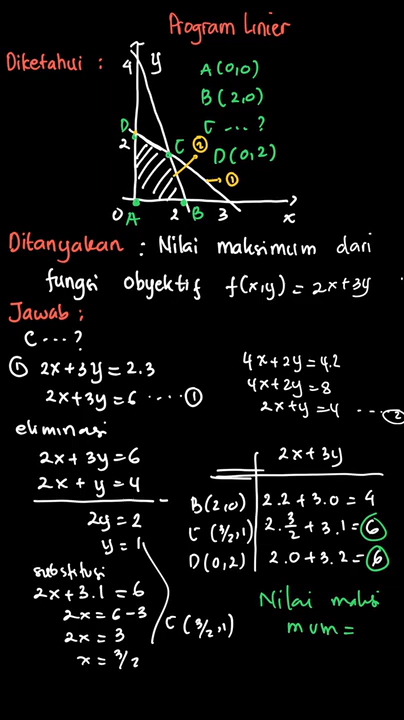 Program Linier
Diketahui :
4 y
A (0,0)
B (2,0)
C ... ?
D (0,2)
D
2
C
②
①
0 A 2 B 3 x
Ditanyakan : Nilai maksimum dari
fungsi obyektif f(x,y) = 2x+3y
Jawab :
C ... ?
① 2x+3y = 2.3
2x+3y = 6 .... ①
4x+2y = 4.2
4x+2y = 8
2x+y = 4 ... ②
eliminasi
2x + 3y = 6
2x + y = 4
2y = 2
y = 1
substitusi
2x + 3.1 = 6
2x = 6-3
2x = 3
x = 3/2
C (3/2,1)
2x + 3y
B(2,0) 2.2 + 3.0 = 4
C (3/2,1) 2.3/2 + 3.1 = 6
D(0,2) 2.0 + 3.2 = 6
Nilai maksi
mum =